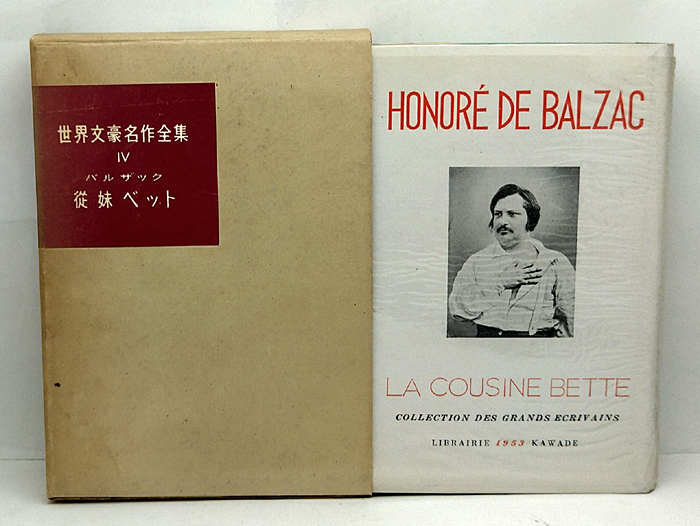 世界文豪名作全集
IV
バルザック
從妹ベット
HONORÉ DE BALZAC
LA COUSINE BETTE
COLLECTION DES GRANDS ECRIVAINS
LIBRAIRIE 1953 KAWADE